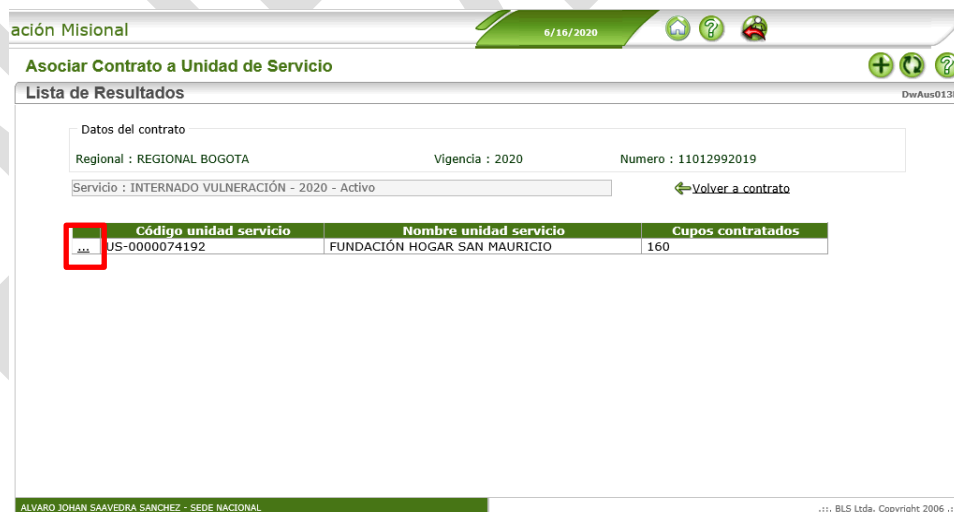 ación Misional
6/16/2020
Asociar Contrato a Unidad de Servicio
Lista de Resultados
DwAus013
Datos del contrato
Regional : REGIONAL BOGOTA Vigencia : 2020 Numero : 11012992019
Servicio : INTERNADO VULNERACIÓN - 2020 - Activo Volver a contrato
Código unidad servicio Nombre unidad servicio Cupos contratados
... US-0000074192 FUNDACIÓN HOGAR SAN MAURICIO 160
ALVARO JOHAN SAAVEDRA SANCHEZ - SEDE NACIONAL .::. BLS Ltda. Copyright 2006 .: